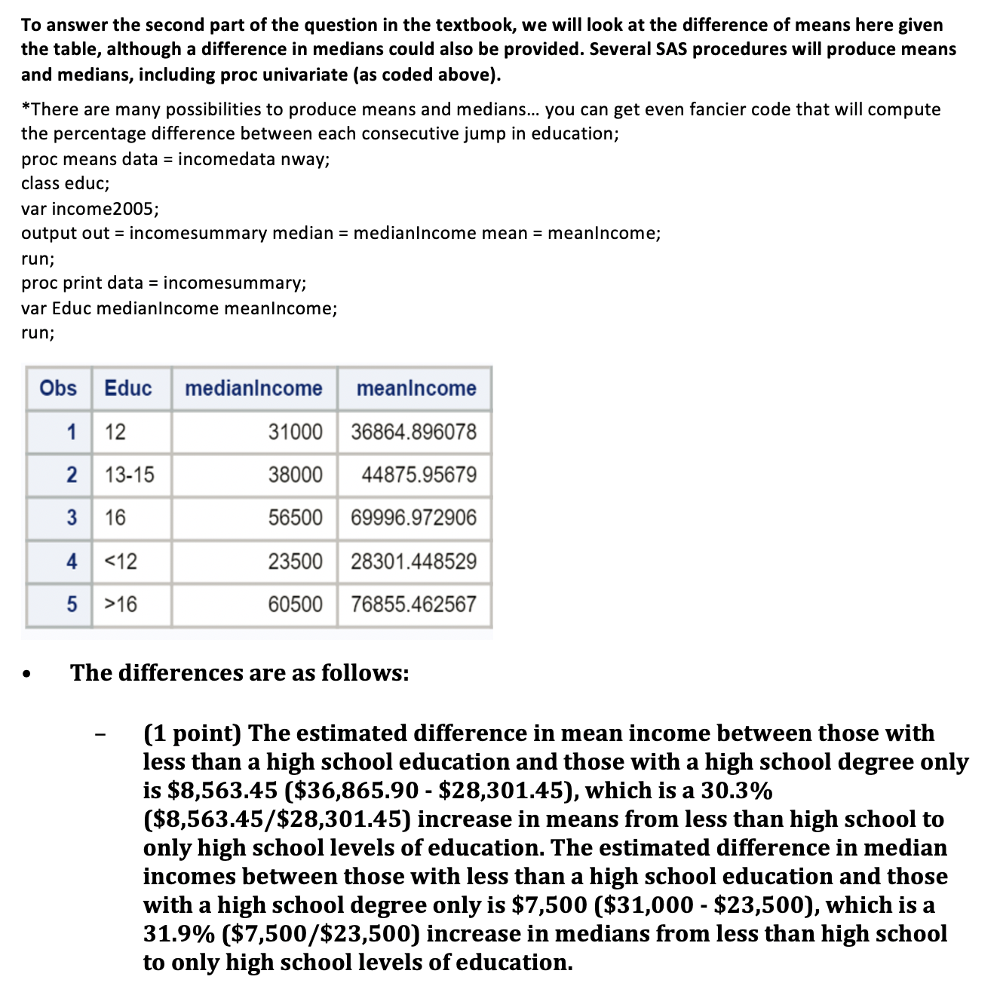 To answer the second part of the question in the textbook, we will look at the difference of means here given
the table, although a difference in medians could also be provided. Several SAS procedures will produce means
and medians, including proc univariate (as coded above).
*There are many possibilities to produce means and medians... you can get even fancier code that will compute
the percentage difference between each consecutive jump in education;
proc means data = incomedata nway;
class educ;
var income2005;
output out = incomesummary median = medianIncome mean = meanIncome;
run;
proc print data = incomesummary;
var Educ medianIncome meanIncome;
run;
Obs Educ medianIncome meanIncome
1 12 31000 36864.896078
2 13-15 38000 44875.95679
3 16 56500 69996.972906
4 <12 23500 28301.448529
5 >16 60500 76855.462567
• The differences are as follows:
– (1 point) The estimated difference in mean income between those with
less than a high school education and those with a high school degree only
is $8,563.45 ($36,865.90 - $28,301.45), which is a 30.3%
($8,563.45/$28,301.45) increase in means from less than high school to
only high school levels of education. The estimated difference in median
incomes between those with less than a high school education and those
with a high school degree only is $7,500 ($31,000 - $23,500), which is a
31.9% ($7,500/$23,500) increase in medians from less than high school
to only high school levels of education.